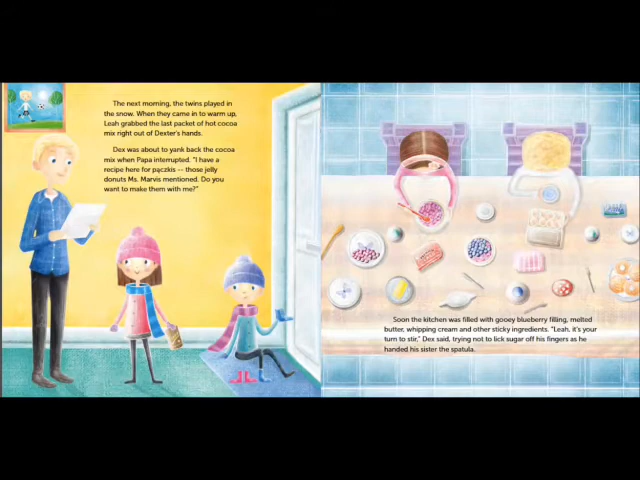 The next morning, the twins played in
the snow. When they came in to warm up,
Leah grabbed the last packet of hot cocoa
mix right out of Dexter's hands.
Dex was about to yank back the cocoa
mix when Papa interrupted. "I have a
recipe here for pączkis -- those jelly
donuts Ms. Marvis mentioned. Do you
want to make them with me?"
Soon the kitchen was filled with gooey blueberry filling, melted
butter, whipping cream and other sticky ingredients. "Leah, it's your
turn to stir," Dex said, trying not to lick sugar off his fingers as he
handed his sister the spatula.